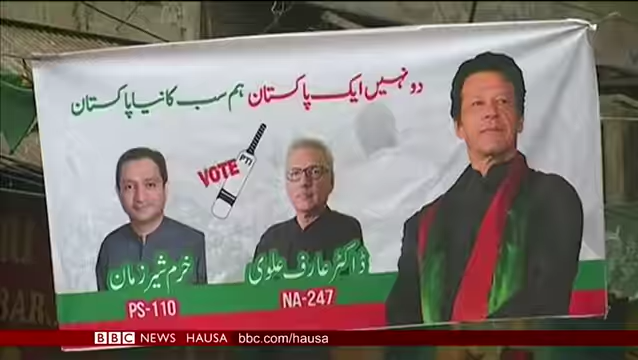 دو نہیں ایک پاکستان ہم سب کا نیا پاکستان
VOTE
ڈاکٹر عارف علوی
NA-247
خرم شیر زمان
PS-110
BBC NEWS HAUSA bbc.com/hausa